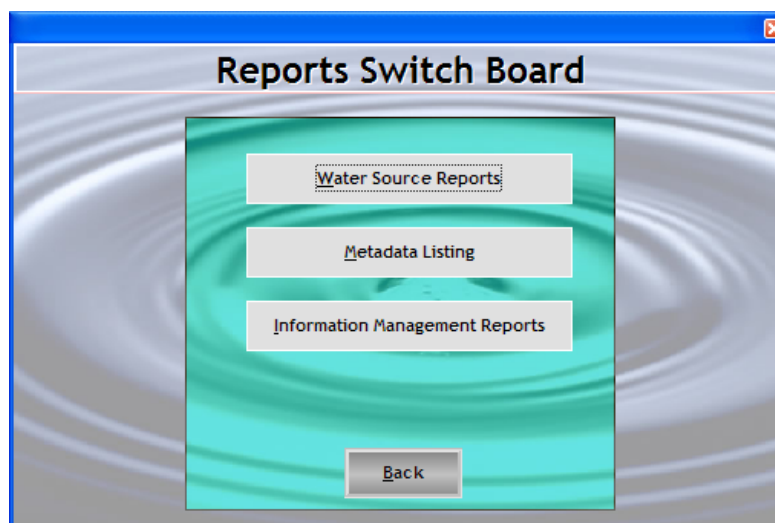 Reports Switch Board
Water Source Reports
Metadata Listing
Information Management Reports
Back